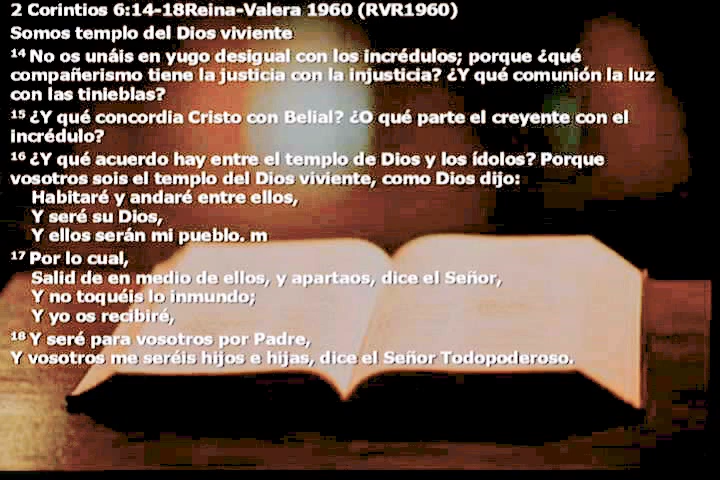 2 Corintios 6:14-18Reina-Valera 1960 (RVR1960)
Somos templo del Dios viviente
14 No os unáis en yugo desigual con los incrédulos; porque ¿qué
compañerismo tiene la justicia con la injusticia? ¿Y qué comunión la luz
con las tinieblas?
15 ¿Y qué concordia Cristo con Belial? ¿O qué parte el creyente con el
incrédulo?
16 ¿Y qué acuerdo hay entre el templo de Dios y los ídolos? Porque
vosotros sois el templo del Dios viviente, como Dios dijo:
Habitaré y andaré entre ellos,
Y seré su Dios,
Y ellos serán mi pueblo. m
17 Por lo cual,
Salid de en medio de ellos, y apartaos, dice el Señor,
Y no toquéis lo inmundo;
Y yo os recibiré,
18 Y seré para vosotros por Padre,
Y vosotros me seréis hijos e hijas, dice el Señor Todopoderoso.